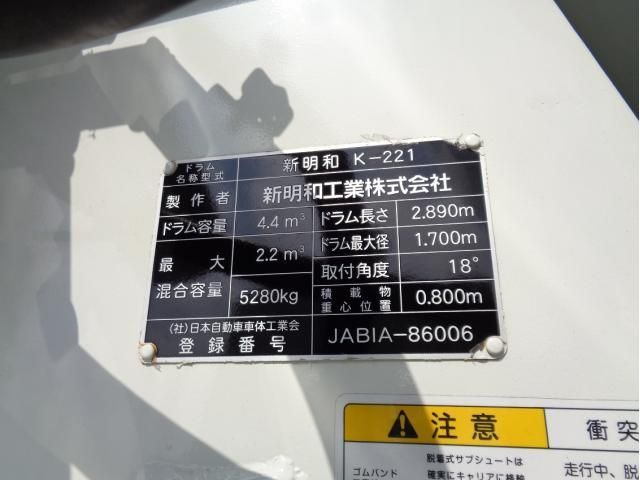 ドラム
名称型式 新明和 K-221
製作者 新明和工業株式会社
ドラム容量 4.4 m³ ドラム長さ 2.890m
最大混合容量 2.2 m³ 5280kg
ドラム最大径 1.700m
取付角度 18°
積載物重心位置 0.800m
(社)日本自動車車体工業会
登録番号 JABIA-86006
注意
衝突
ゴムバンド
脱着式サブシュートは
確実にキャリアに格納
走行中、脱